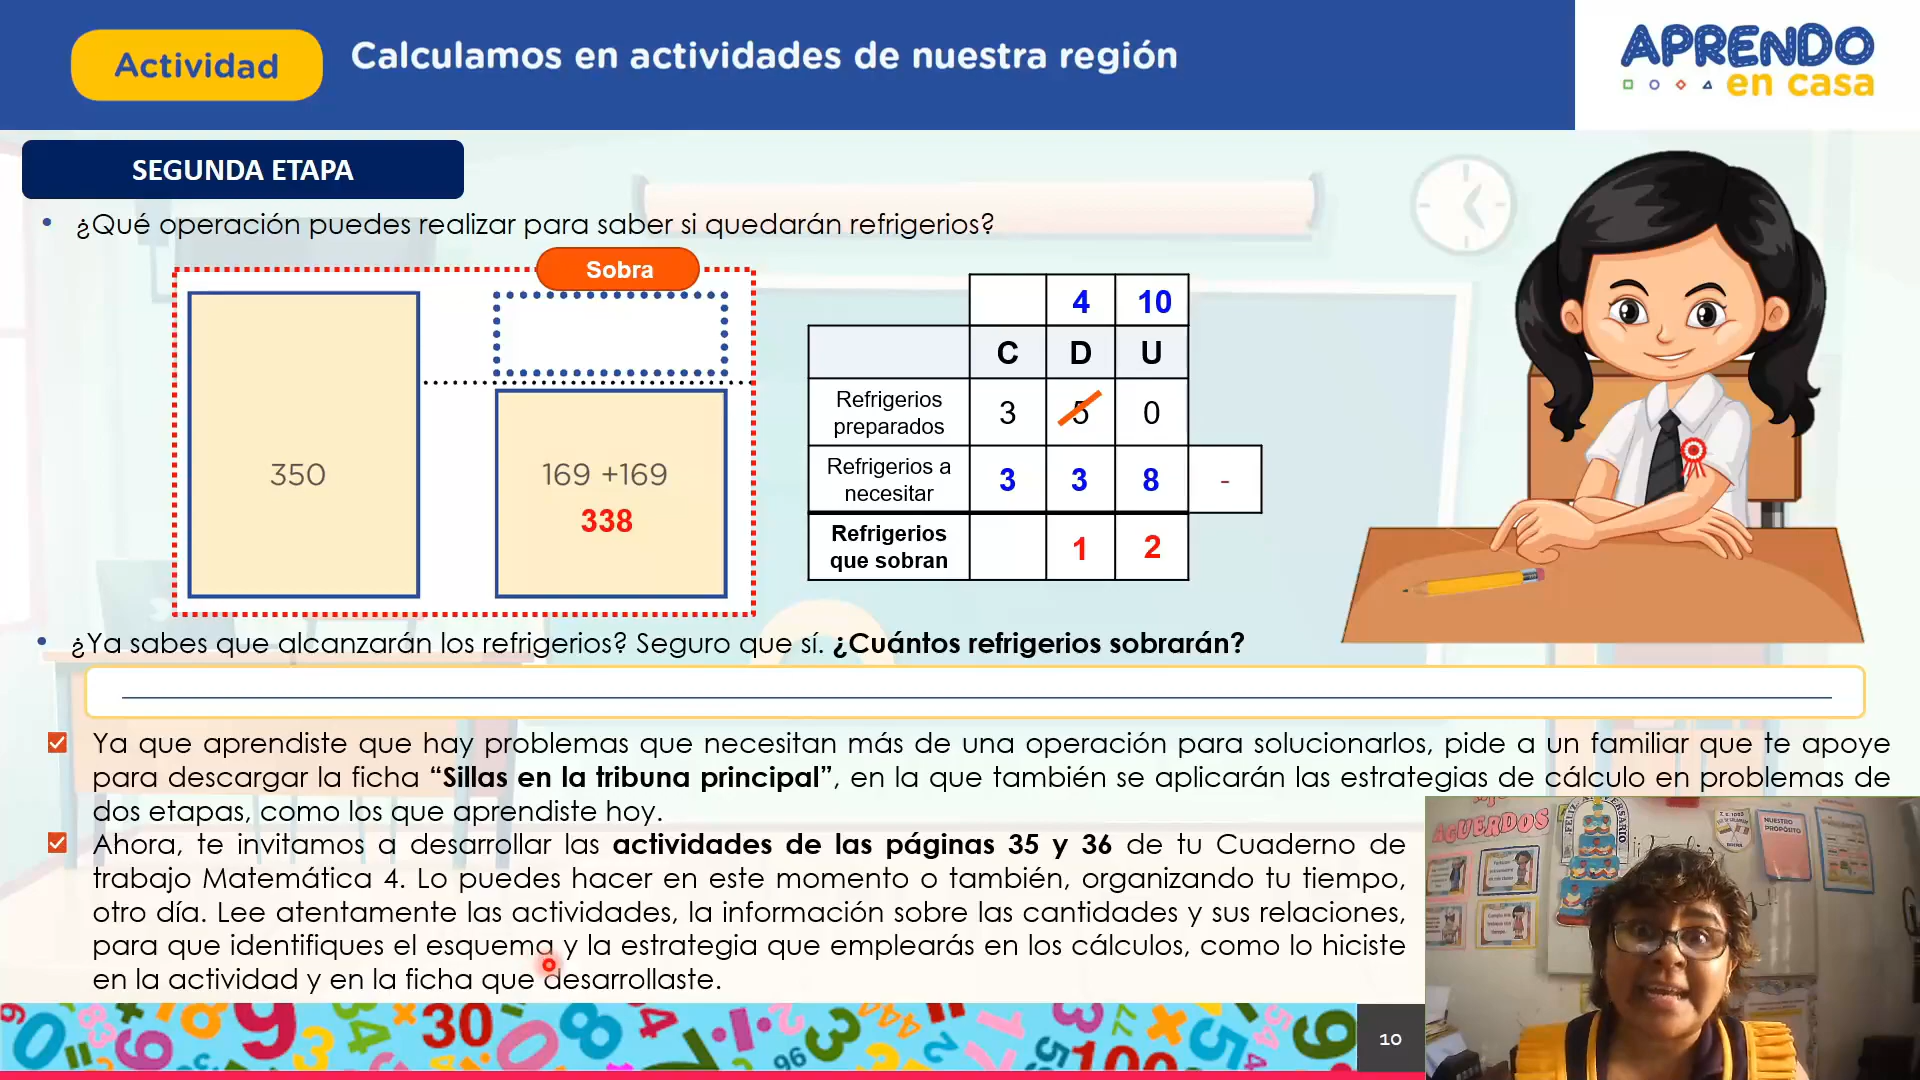 Actividad
Calculamos en actividades de nuestra región
APRENDO
en casa
SEGUNDA ETAPA
• ¿Qué operación puedes realizar para saber si quedarán refrigerios?
Sobra
350
169 +169
338
4 10
C D U
Refrigerios preparados 3 5 0
Refrigerios a necesitar 3 3 8 -
Refrigerios que sobran 1 2
• ¿Ya sabes que alcanzarán los refrigerios? Seguro que sí. ¿Cuántos refrigerios sobrarán?
Ya que aprendiste que hay problemas que necesitan más de una operación para solucionarlos, pide a un familiar que te apoye
para descargar la ficha “Sillas en la tribuna principal”, en la que también se aplicarán las estrategias de cálculo en problemas de
dos etapas, como los que aprendiste hoy.
Ahora, te invitamos a desarrollar las actividades de las páginas 35 y 36 de tu Cuaderno de
trabajo Matemática 4. Lo puedes hacer en este momento o también, organizando tu tiempo,
otro día. Lee atentamente las actividades, la información sobre las cantidades y sus relaciones,
para que identifiques el esquema y la estrategia que emplearás en los cálculos, como lo hiciste
en la actividad y en la ficha que desarrollaste.
10
ACUERDOS
NUESTRO
PROPÓSITO